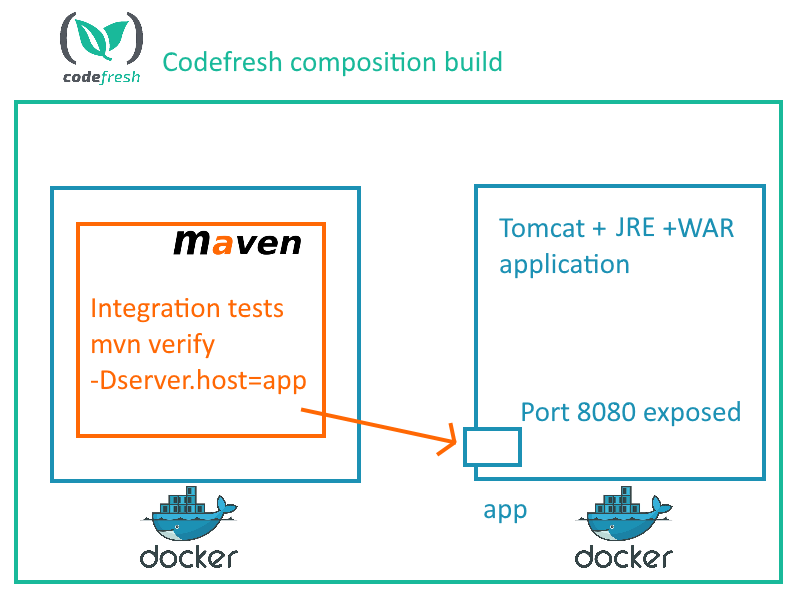 codefresh
Codefresh composition build
maven
Integration tests
mvn verify
-Dserver.host=app
Tomcat + JRE +WAR
application
Port 8080 exposed
app
docker
docker